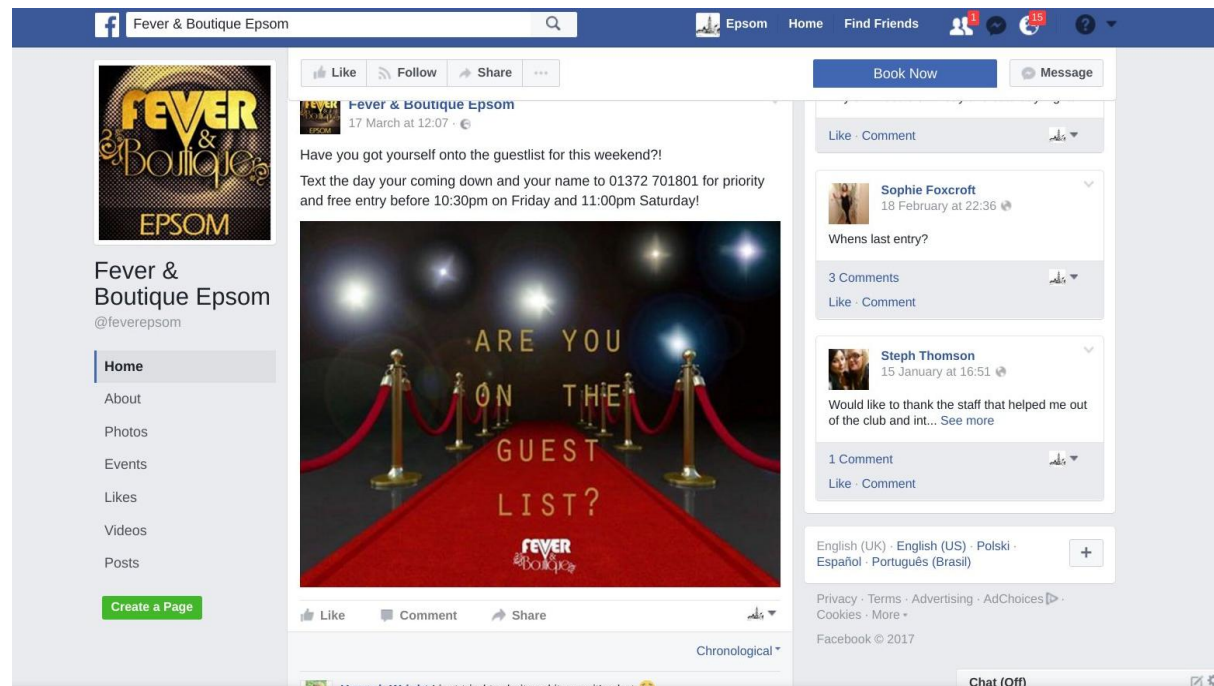 Fever & Boutique Epsom
Epsom
Home
Find Friends
1
15
?
FEVER
&
Boutique
EPSOM
Fever &
Boutique Epsom
@feverepsom
Home
About
Photos
Events
Likes
Videos
Posts
Create a Page
Like
Follow
Share
...
Book Now
Message
Fever & Boutique Epsom
17 March at 12:07 ·
Have you got yourself onto the guestlist for this weekend?!
Text the day your coming down and your name to 01372 701801 for priority
and free entry before 10:30pm on Friday and 11:00pm Saturday!
ARE YOU
ON THE
GUEST
LIST?
FEVER
&
Boutique
Like
Comment
Share
Chronological
Like · Comment
Sophie Foxcroft
18 February at 22:36
Whens last entry?
3 Comments
Like · Comment
Steph Thomson
15 January at 16:51
Would like to thank the staff that helped me out
of the club and int... See more
1 Comment
Like · Comment
English (UK) · English (US) · Polski ·
Español · Português (Brasil)
+
Privacy · Terms · Advertising · AdChoices ·
Cookies · More
Facebook © 2017
Chat (Off)